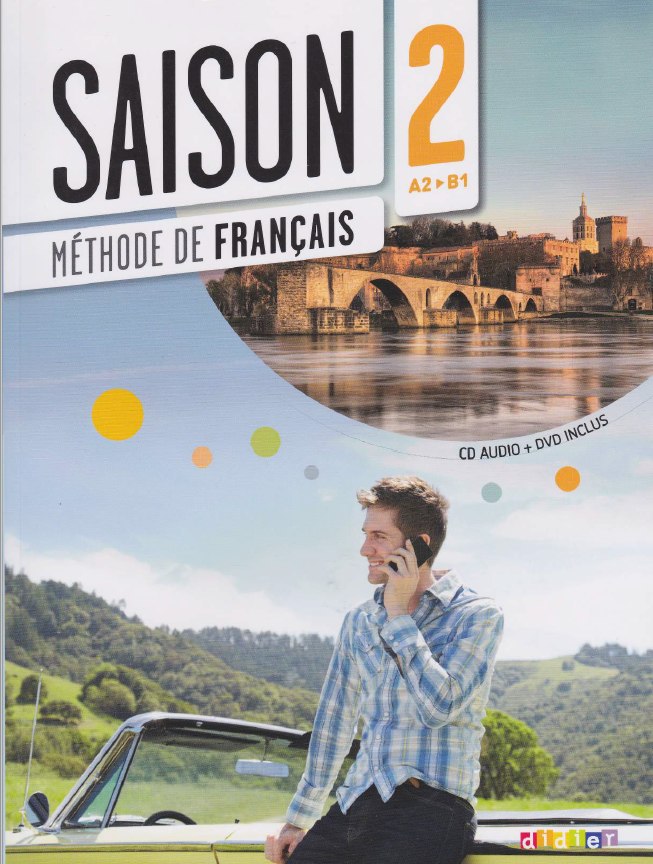 SAISON
2
A2 ▸ B1
MÉTHODE DE FRANÇAIS
CD AUDIO + DVD INCLUS
didier